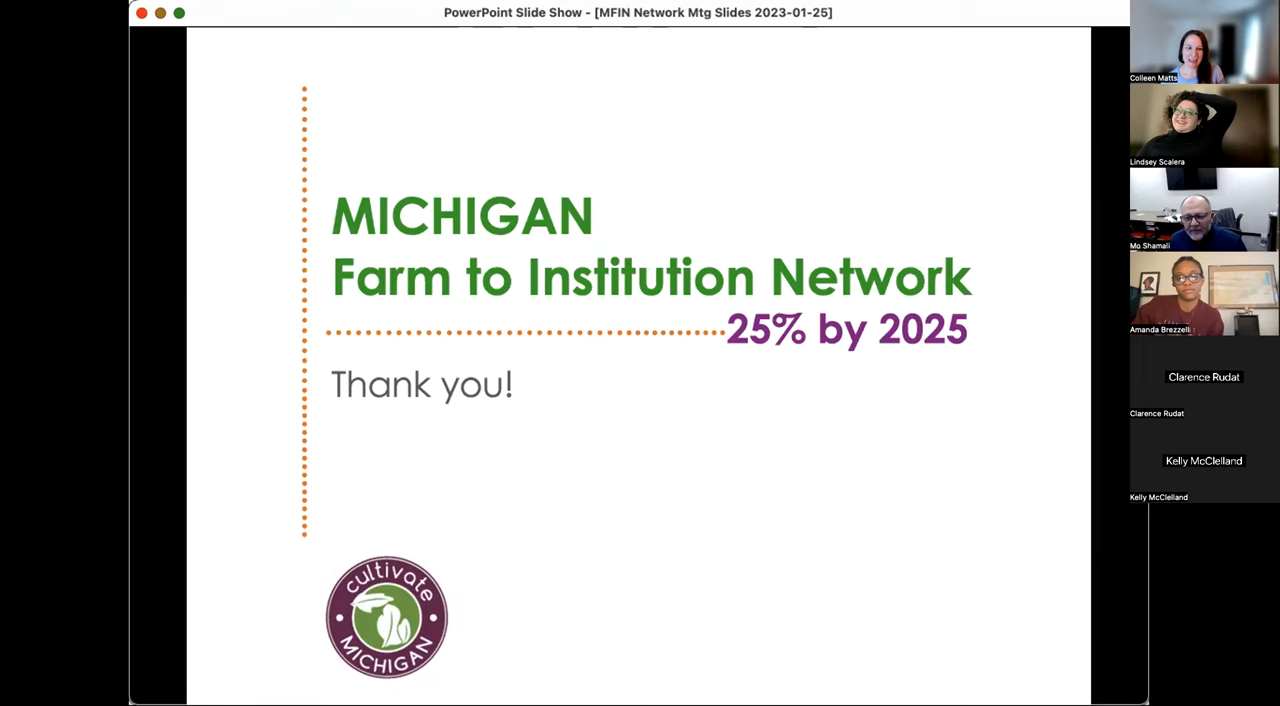 PowerPoint Slide Show - [MFIN Network Mtg Slides 2023-01-25]
MICHIGAN
Farm to Institution Network
25% by 2025
Thank you!
cultivate
MICHIGAN
Colleen Matts
Lindsey Scalera
Mo Shamali
Amanda Brezzell
Clarence Rudat
Clarence Rudat
Kelly McClelland
Kelly McClelland